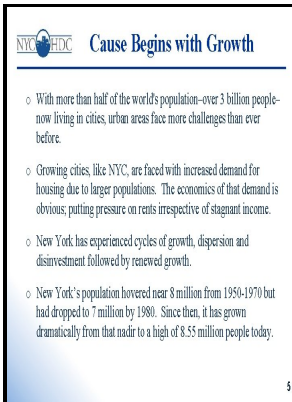 NYC HDC Cause Begins with Growth
o With more than half of the world's population–over 3 billion people–
now living in cities, urban areas face more challenges than ever
before.
o Growing cities, like NYC, are faced with increased demand for
housing due to larger populations. The economics of that demand is
obvious; putting pressure on rents irrespective of stagnant income.
o New York has experienced cycles of growth, dispersion and
disinvestment followed by renewed growth.
o New York's population hovered near 8 million from 1950-1970 but
had dropped to 7 million by 1980. Since then, it has grown
dramatically from that nadir to a high of 8.55 million people today.
5